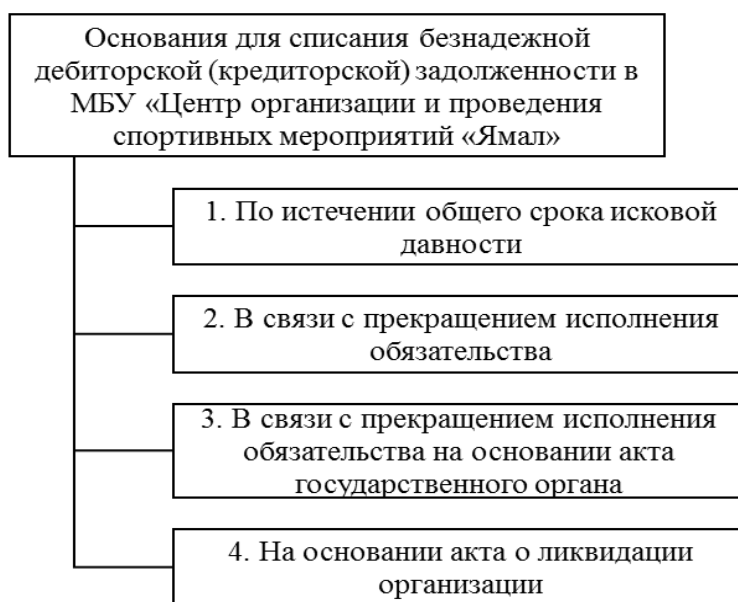 Основания для списания безнадежной
дебиторской (кредиторской) задолженности в
МБУ «Центр организации и проведения
спортивных мероприятий «Ямал»
1. По истечении общего срока исковой
давности
2. В связи с прекращением исполнения
обязательства
3. В связи с прекращением исполнения
обязательства на основании акта
государственного органа
4. На основании акта о ликвидации
организации